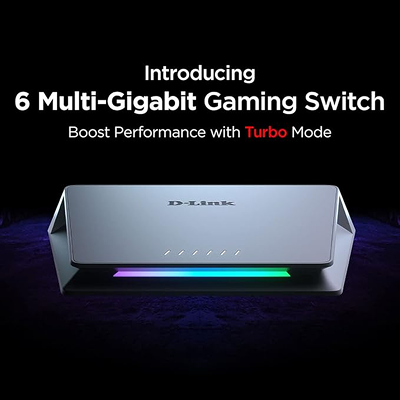 Introducing
6 Multi-Gigabit Gaming Switch
Boost Performance with Turbo Mode
D-Link